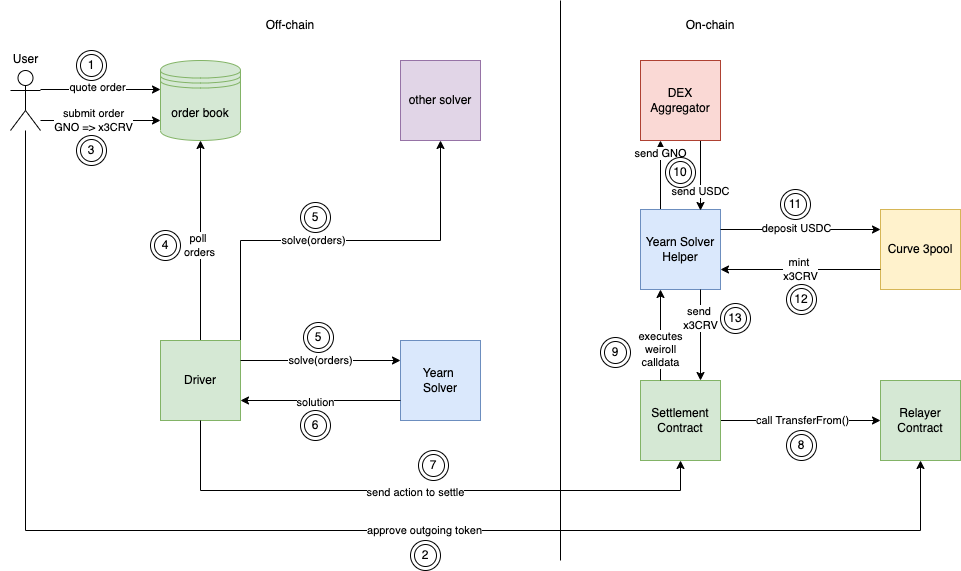 Off-chain
On-chain
User
1
quote order
submit order
GNO => x3CRV
3
order book
other solver
DEX
Aggregator
send GNO
10
send USDC
5
solve(orders)
4
poll
orders
11
deposit USDC
Yearn Solver
Helper
Curve 3pool
mint
x3CRV
12
send
x3CRV
13
9
executes
weiroll
calldata
5
solve(orders)
Driver
Yearn
Solver
solution
6
Settlement
Contract
call TransferFrom()
8
Relayer
Contract
7
send action to settle
approve outgoing token
2